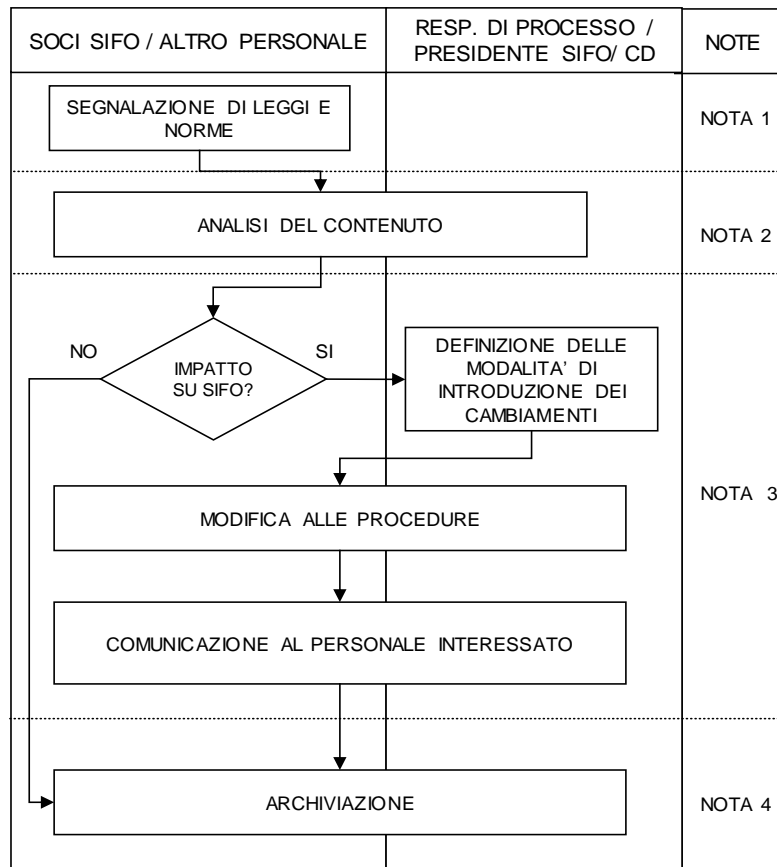 SOCI SIFO / ALTRO PERSONALE
RESP. DI PROCESSO /
PRESIDENTE SIFO/ CD
NOTE
SEGNALAZIONE DI LEGGI E
NORME
NOTA 1
ANALISI DEL CONTENUTO
NOTA 2
NO
IMPATTO
SU SIFO?
SI
DEFINIZIONE DELLE
MODALITA' DI
INTRODUZIONE DEI
CAMBIAMENTI
MODIFICA ALLE PROCEDURE
NOTA 3
COMUNICAZIONE AL PERSONALE INTERESSATO
ARCHIVIAZIONE
NOTA 4